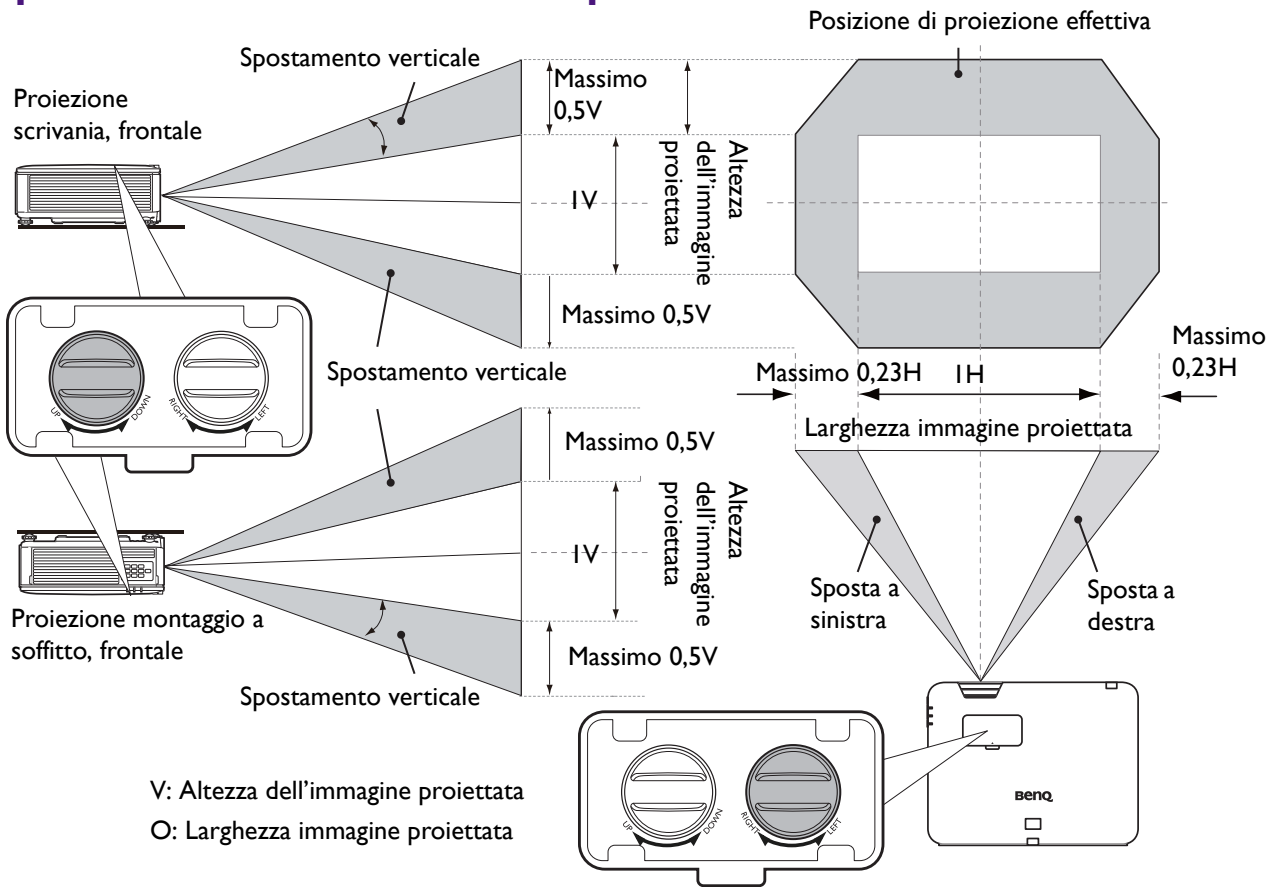 Posizione di proiezione effettiva
Spostamento verticale
Massimo
0,5V
Proiezione
scrivania, frontale
Altezza
dell'immagine
proiettata
1V
Massimo 0,5V
Spostamento verticale
UP
DOWN
RIGHT
LEFT
Massimo 0,23H
1H
Massimo
0,23H
Larghezza immagine proiettata
Massimo 0,5V
Altezza
dell'immagine
proiettata
1V
Sposta a
sinistra
Sposta a
destra
Proiezione montaggio a
soffitto, frontale
Massimo 0,5V
Spostamento verticale
UP
DOWN
RIGHT
LEFT
BenQ
V: Altezza dell'immagine proiettata
O: Larghezza immagine proiettata